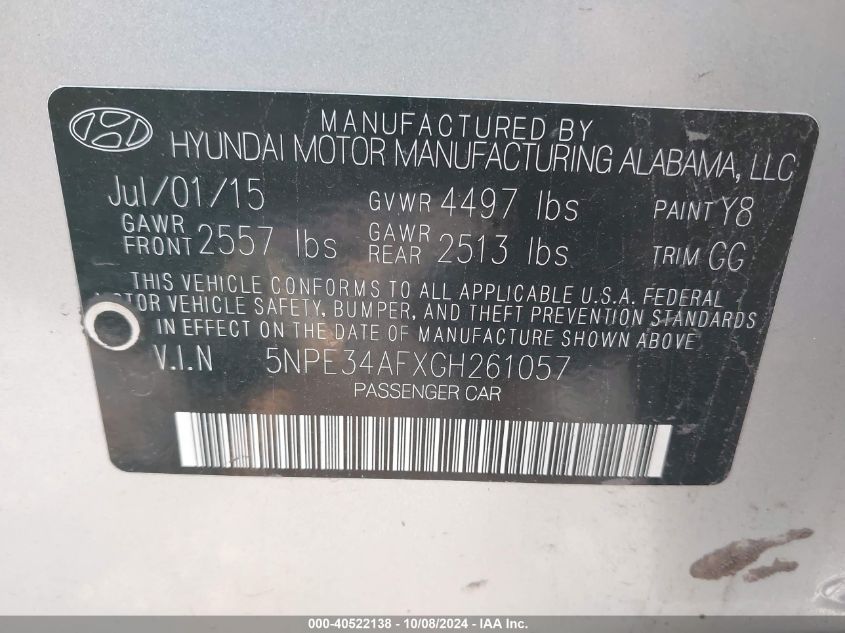 MANUFACTURED BY
HYUNDAI MOTOR MANUFACTURING ALABAMA, LLC
Jul/01/15 GVWR 4497 lbs PAINT Y8
GAWR FRONT 2557 lbs GAWR REAR 2513 lbs TRIM GG
THIS VEHICLE CONFORMS TO ALL APPLICABLE U.S.A. FEDERAL
MOTOR VEHICLE SAFETY, BUMPER, AND THEFT PREVENTION STANDARDS
IN EFFECT ON THE DATE OF MANUFACTURE SHOWN ABOVE.
V.I.N 5NPE34AFXGH261057
PASSENGER CAR
000-40522138 - 10/08/2024 - IAA Inc.